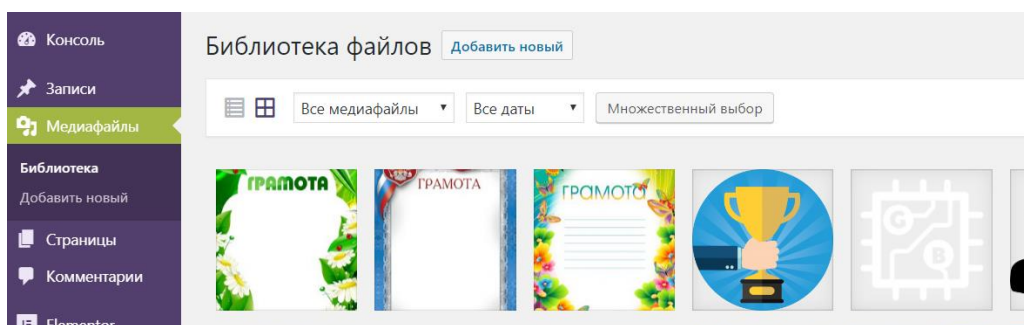 Консоль
Записи
Медиафайлы
Библиотека
Добавить новый
Страницы
Комментарии
Elementor
Библиотека файлов Добавить новый
Все медиафайлы Все даты Множественный выбор
ГРАМОТА
ГРАМОТА
ГРАМОТА
G
B